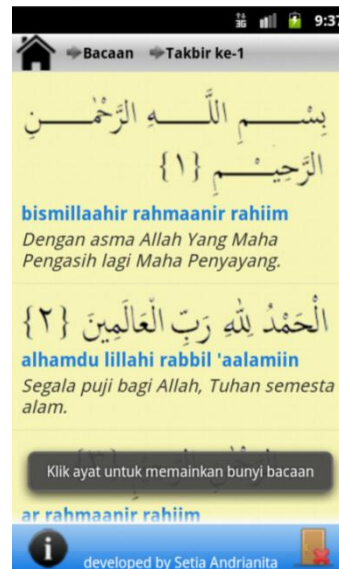 3G 9:37
Bacaan Takbir ke-1
بِسْمِ اللَّهِ الرَّحْمٰنِ
الرَّحِيْمِ {١}
bismillaahir rahmaanir rahiim
Dengan asma Allah Yang Maha
Pengasih lagi Maha Penyayang.
الْحَمْدُ لِلّٰهِ رَبِّ الْعَالَمِينَ {٢}
alhamdu lillahi rabbil 'aalamiin
Segala puji bagi Allah, Tuhan semesta
alam.
Klik ayat untuk memainkan bunyi bacaan
ar rahmaanir rahiim
developed by Setia Andrianita